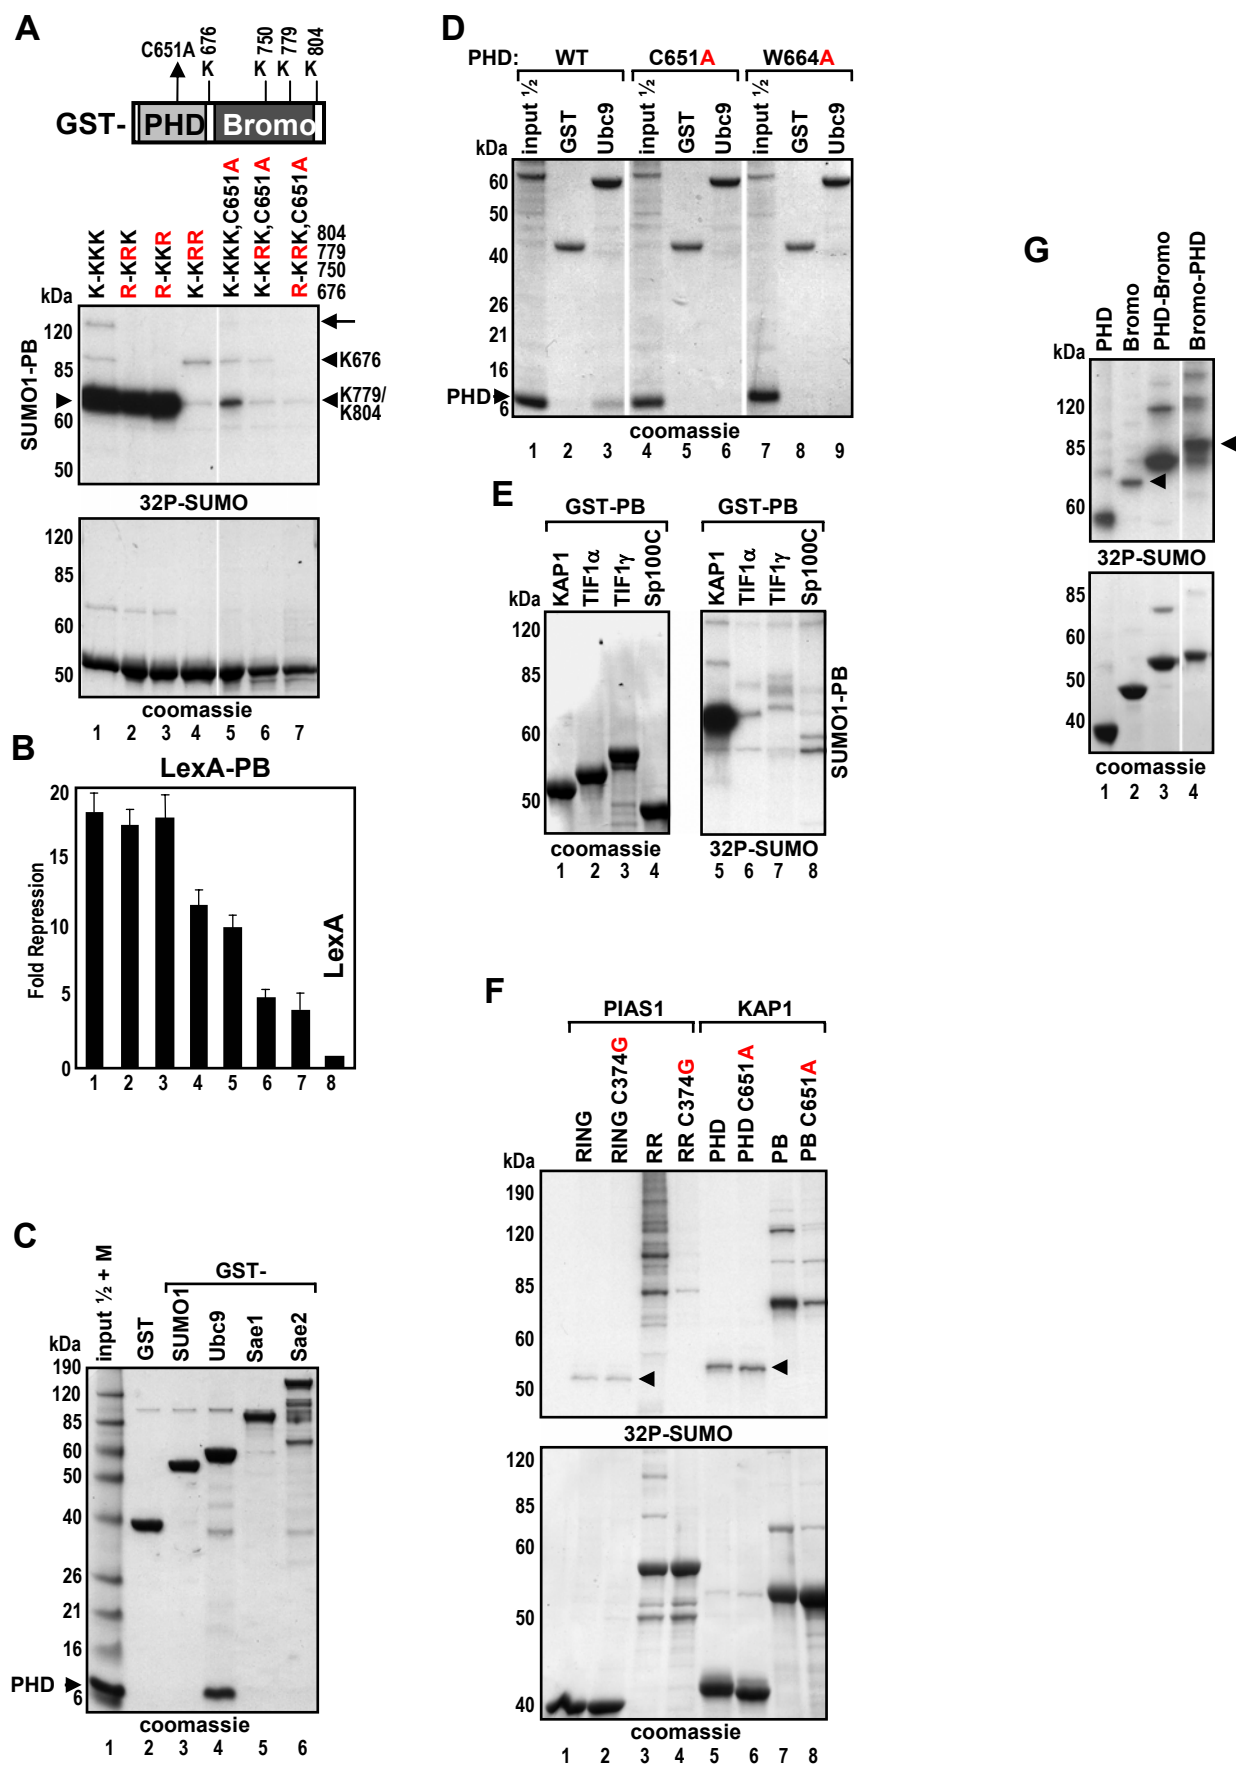 A
C651A
K 676
K 750
K 779
K 804
GST-
PHD
Bromo
K-KKK
R-KRK
R-KKR
K-KRR
K-KKK,C651A
K-KRK,C651A
R-KRK,C651A
804
779
750
676
kDa
120
85
60
50
SUMO1-PB
K676
K779/
K804
32P-SUMO
120
85
60
50
coomassie
1 2 3 4 5 6 7
B
LexA-PB
Fold Repression
20
15
10
5
0
LexA
1 2 3 4 5 6 7 8
C
input ½ + M
GST
GST-
SUMO1
Ubc9
Sae1
Sae2
kDa
190
120
85
60
50
40
26
21
16
PHD
6
coomassie
1 2 3 4 5 6
D
PHD: WT C651A W664A
input ½
GST
Ubc9
input ½
GST
Ubc9
input ½
GST
Ubc9
kDa
60
50
40
26
21
16
PHD
6
coomassie
1 2 3 4 5 6 7 8 9
E
GST-PB
GST-PB
KAP1
TIF1α
TIF1γ
Sp100C
KAP1
TIF1α
TIF1γ
Sp100C
kDa
120
85
60
50
SUMO1-PB
coomassie
32P-SUMO
1 2 3 4
5 6 7 8
F
PIAS1
KAP1
RING
RING C374G
RR
RR C374G
PHD
PHD C651A
PB
PB C651A
kDa
190
120
85
60
50
32P-SUMO
120
85
60
50
40
coomassie
1 2 3 4 5 6 7 8
G
PHD
Bromo
PHD-Bromo
Bromo-PHD
kDa
120
85
60
32P-SUMO
85
60
50
40
coomassie
1 2 3 4